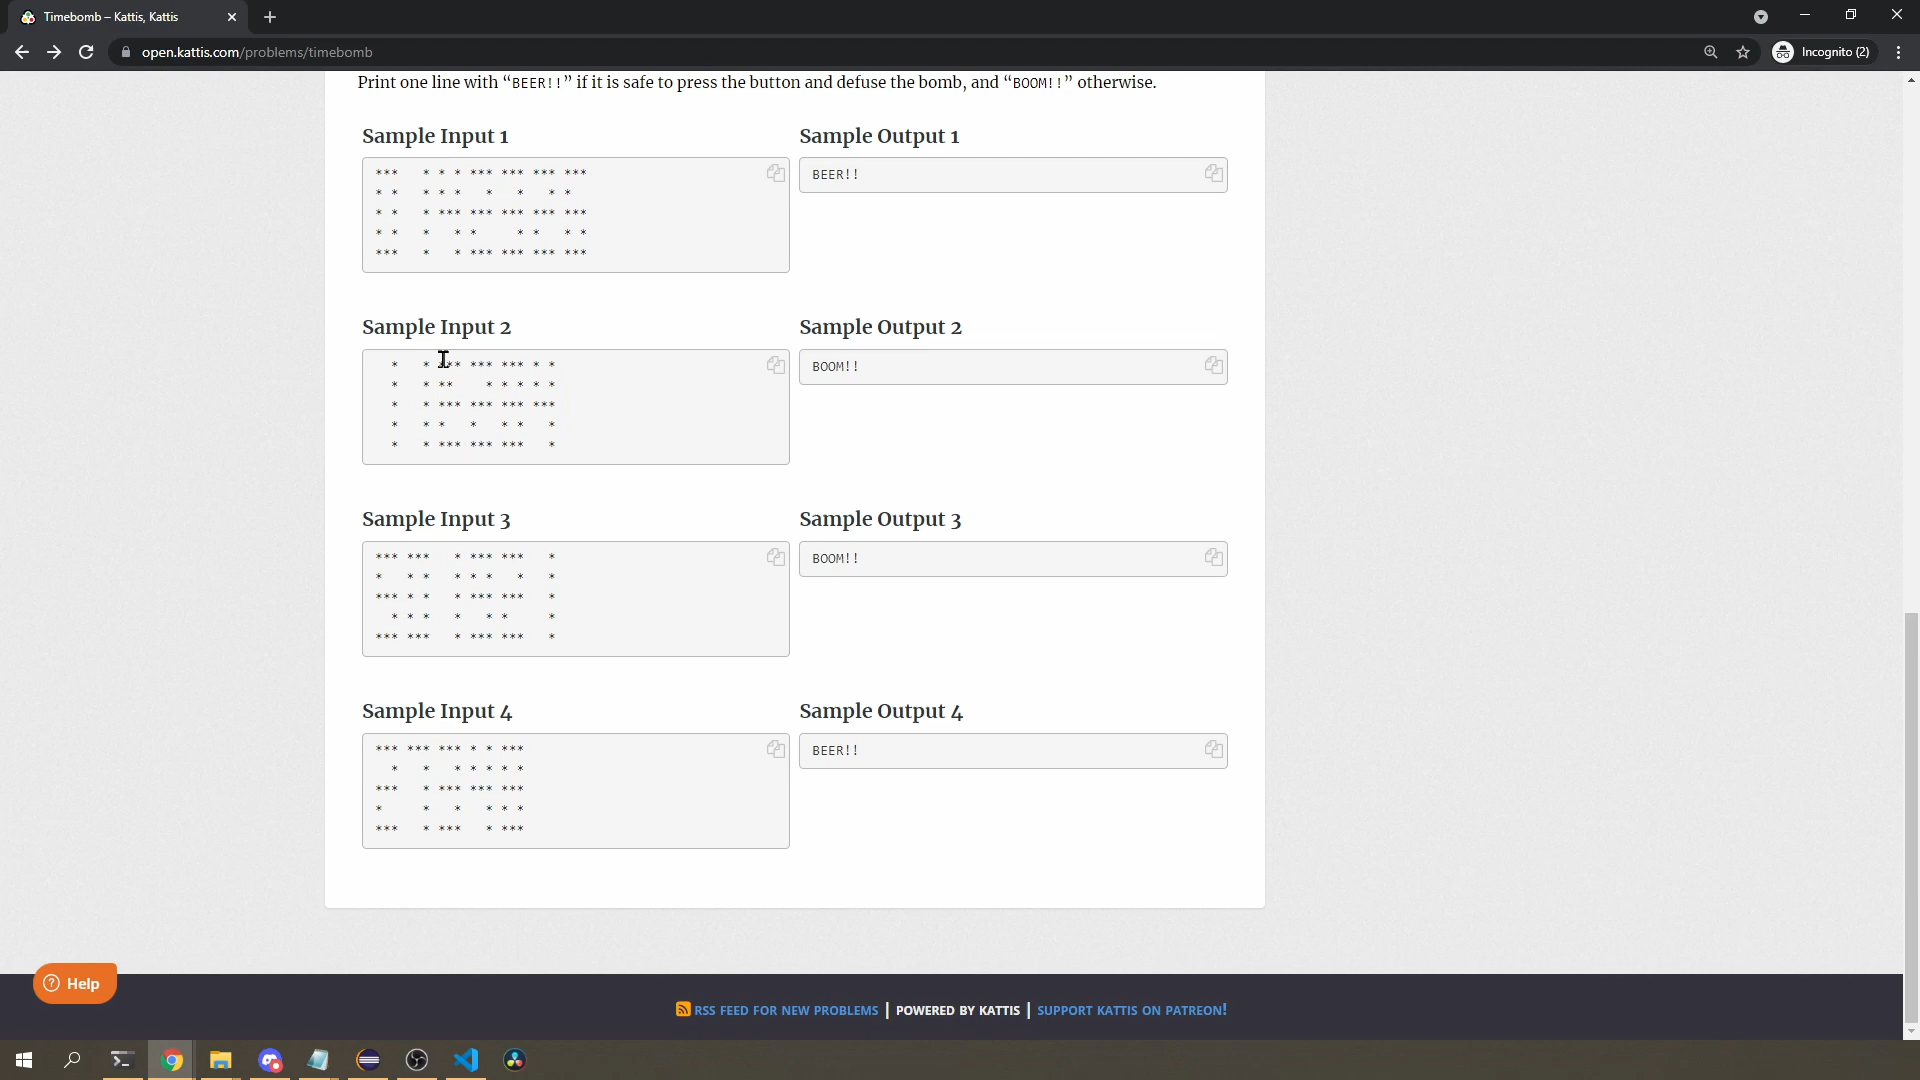 Timebomb – Kattis, Kattis
open.kattis.com/problems/timebomb
Incognito (2)
Print one line with “BEER!!” if it is safe to press the button and defuse the bomb, and “BOOM!!” otherwise.
Sample Input 1
***   * * * *** *** *** ***
* *   * * *   *   *   * *
* *   * *** *** *** *** ***
* *   *   * *     * *   * *
***   *   * *** *** *** ***
Sample Output 1
BEER!!
Sample Input 2
  *   * *** *** *** * *
  *   * **    * * * * *
  *   * *** *** *** ***
  *   * *   *   * *   *
  *   * *** *** ***   *
Sample Output 2
BOOM!!
Sample Input 3
*** ***   * *** ***   *
*   * *   * * *   *   *
*** * *   * *** ***   *
  * * *   *   * *     *
*** ***   * *** ***   *
Sample Output 3
BOOM!!
Sample Input 4
*** *** *** * * ***
  *   *   * * * * *
***   * *** *** ***
*     *   *   * * *
***   * ***   * ***
Sample Output 4
BEER!!
Help
RSS FEED FOR NEW PROBLEMS | POWERED BY KATTIS | SUPPORT KATTIS ON PATREON!